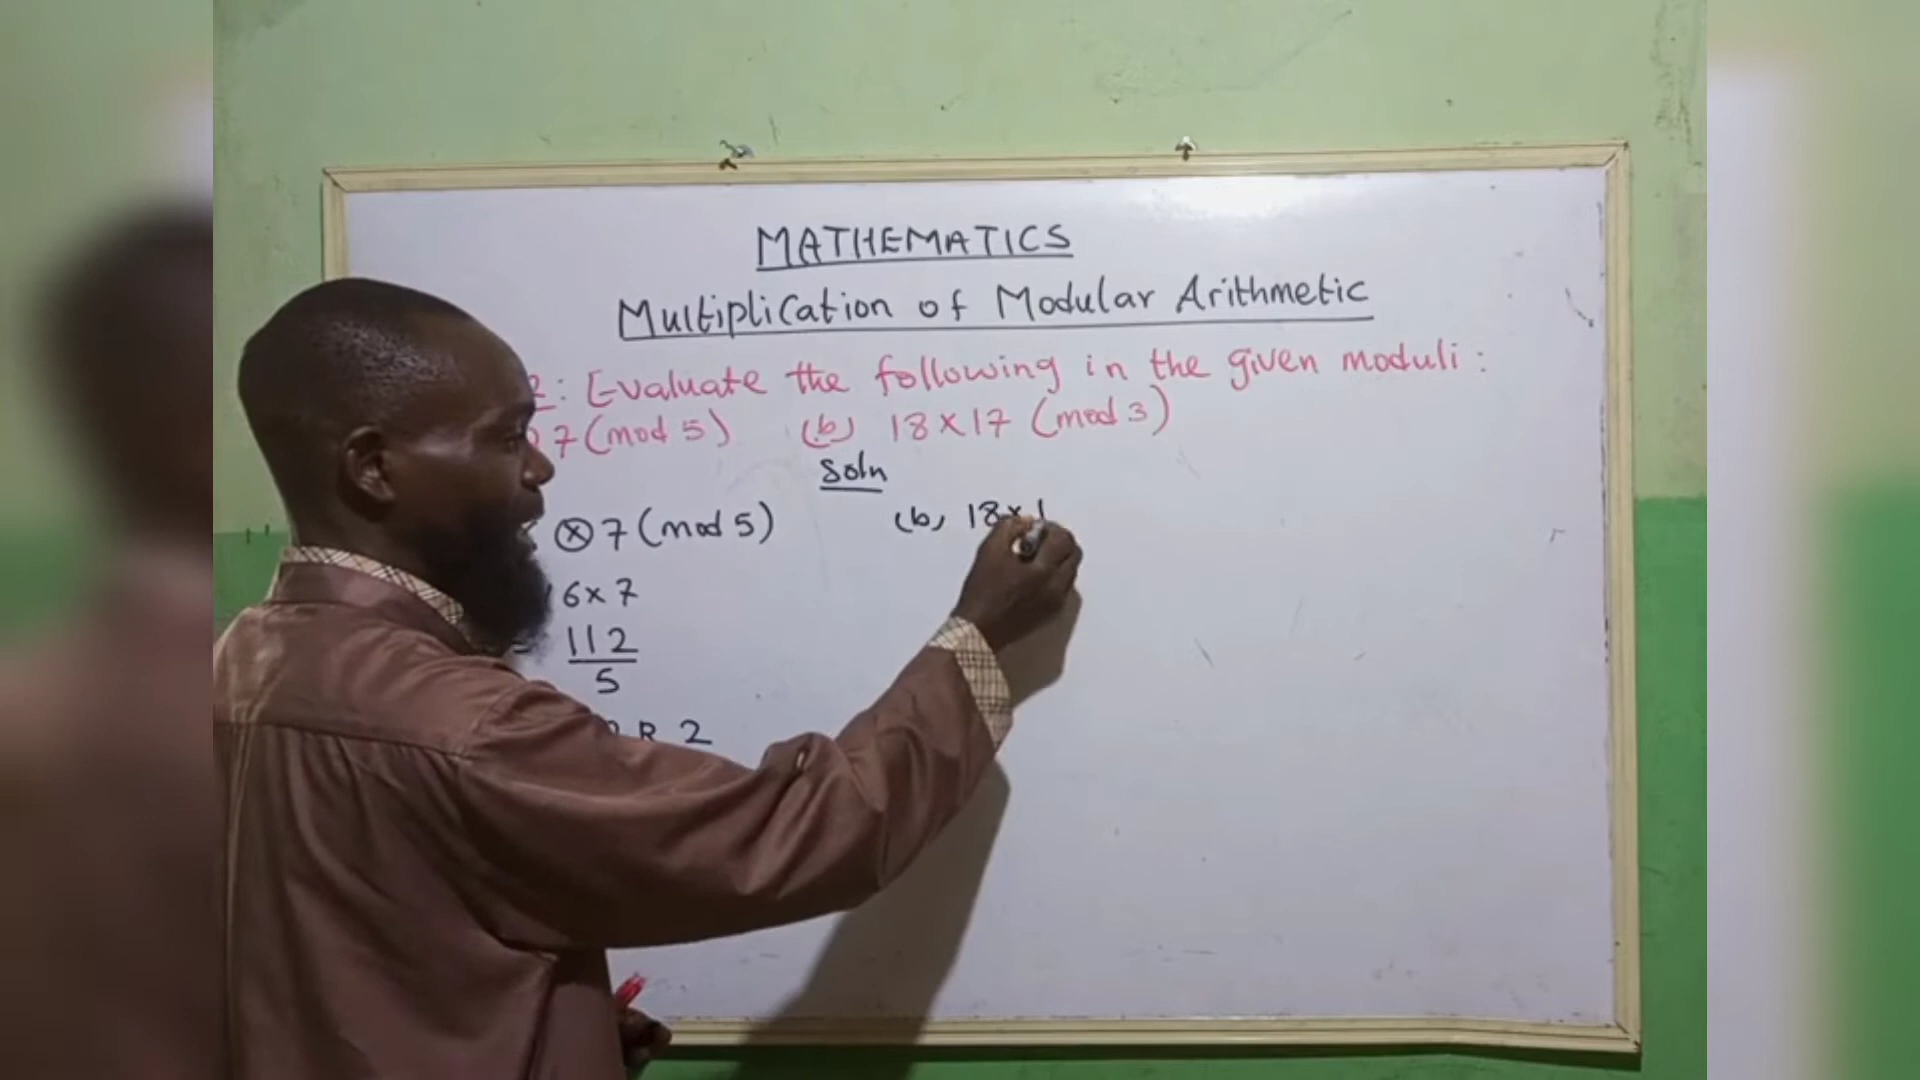 MATHEMATICS
Multiplication of Modular Arithmetic
2: Evaluate the following in the given moduli:
7 (mod 5) (b) 18 x 17 (mod 3)
Soln
⊗ 7 (mod 5) (b) 18 x 1
6 x 7
= 112
5
R 2